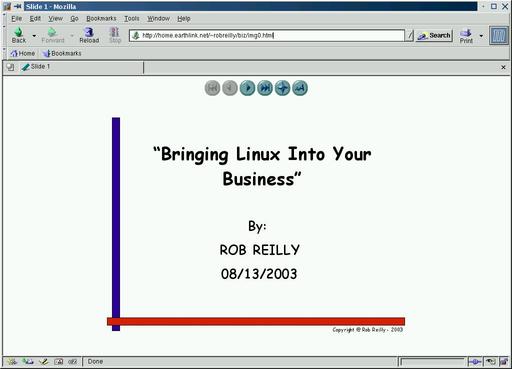 Slide 1 - Mozilla
File Edit View Go Bookmarks Tools Window Help
Back Forward Reload Stop http://home.earthlink.net/~robreilly/biz/img0.html Search Print
Home Bookmarks
Slide 1
“Bringing Linux Into Your
Business”
By:
ROB REILLY
08/13/2003
Copyright @ Rob Reilly - 2003
Done